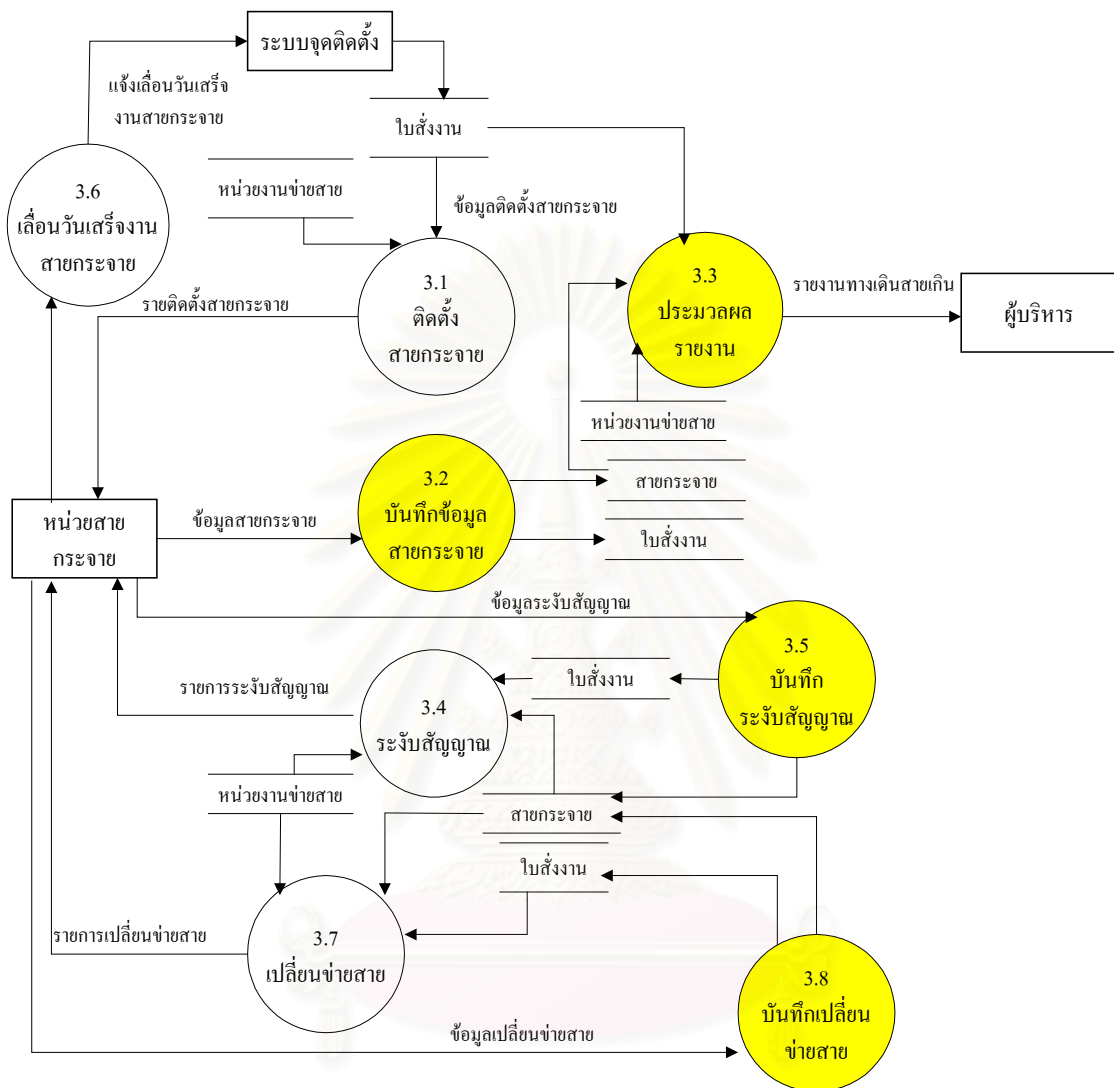 ระบบจุดติดตั้ง
แจ้งเลื่อนวันเสร็จ
งานสายกระจาย
ใบสั่งงาน
หน่วยงานข่ายสาย
3.6
เลื่อนวันเสร็จงาน
สายกระจาย
ข้อมูลติดตั้งสายกระจาย
3.1
ติดตั้ง
สายกระจาย
รายติดตั้งสายกระจาย
3.3
ประมวลผล
รายงาน
รายงานทางเดินสายเกิน
ผู้บริหาร
หน่วยงานข่ายสาย
สายกระจาย
ใบสั่งงาน
3.2
บันทึกข้อมูล
สายกระจาย
หน่วยสาย
กระจาย
ข้อมูลสายกระจาย
ข้อมูลระงับสัญญาณ
3.5
บันทึก
ระงับสัญญาณ
ใบสั่งงาน
รายการระงับสัญญาณ
3.4
ระงับสัญญาณ
หน่วยงานข่ายสาย
สายกระจาย
ใบสั่งงาน
รายการเปลี่ยนข่ายสาย
3.7
เปลี่ยนข่ายสาย
3.8
บันทึกเปลี่ยน
ข่ายสาย
ข้อมูลเปลี่ยนข่ายสาย